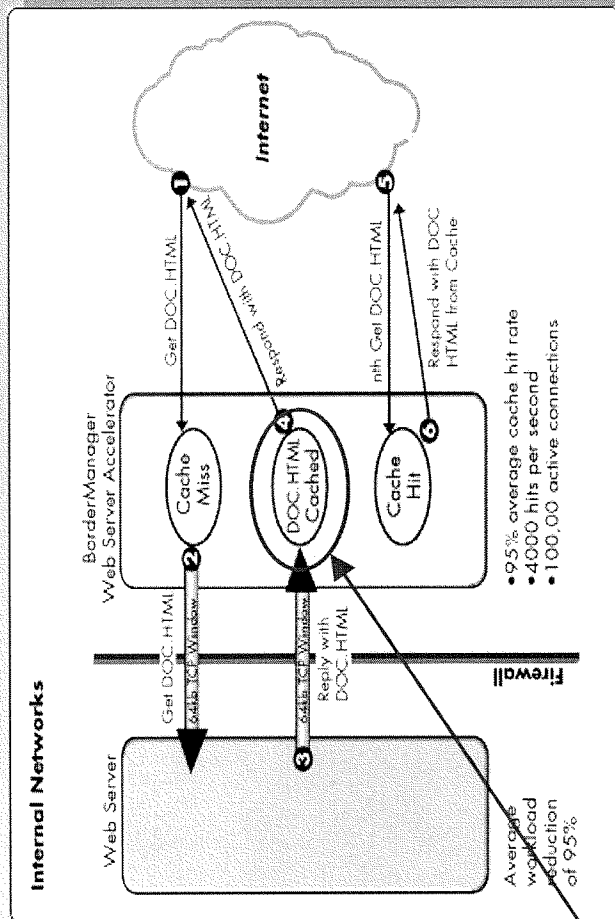 Internal Networks
Web Server
BorderManager
Web Server Accelerator
Internet
Get DOC.HTML
64kb TCP Window
2
Cache
Miss
Get DOC.HTML
1
3
64kb TCP Window
Reply with
DOC.HTML
DOC.HTML
Cached
4
Respond with DOC.HTML
Cache
Hit
nth Get DOC HTML
5
6
Respond with DOC
HTML from Cache
Firewall
Average
workload
reduction
of 95%
•95% average cache hit rate
•4000 hits per second
•100,00 active connections